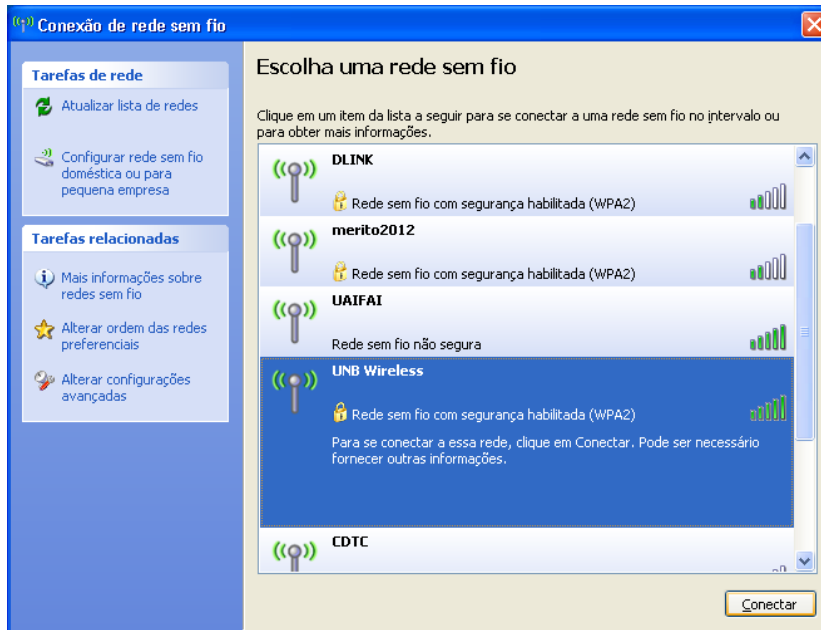 Conexão de rede sem fio
Tarefas de rede
Atualizar lista de redes
Configurar rede sem fio
doméstica ou para
pequena empresa
Tarefas relacionadas
Mais informações sobre
redes sem fio
Alterar ordem das redes
preferenciais
Alterar configurações
avançadas
Escolha uma rede sem fio
Clique em um item da lista a seguir para se conectar a uma rede sem fio no intervalo ou
para obter mais informações.
DLINK
Rede sem fio com segurança habilitada (WPA2)
merito2012
Rede sem fio com segurança habilitada (WPA2)
UAIFAI
Rede sem fio não segura
UNB Wireless
Rede sem fio com segurança habilitada (WPA2)
Para se conectar a essa rede, clique em Conectar. Pode ser necessário
fornecer outras informações.
CDTC
Conectar